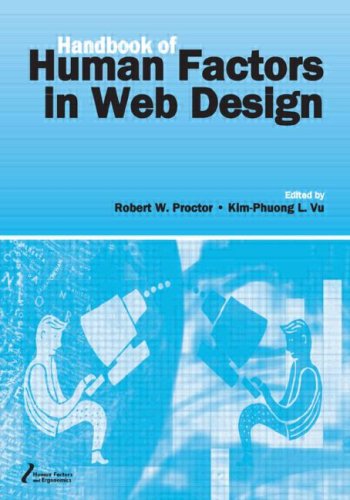 Handbook of
Human Factors
in Web Design
Edited by
Robert W. Proctor • Kim-Phuong L. Vu
Human Factors
and Ergonomics